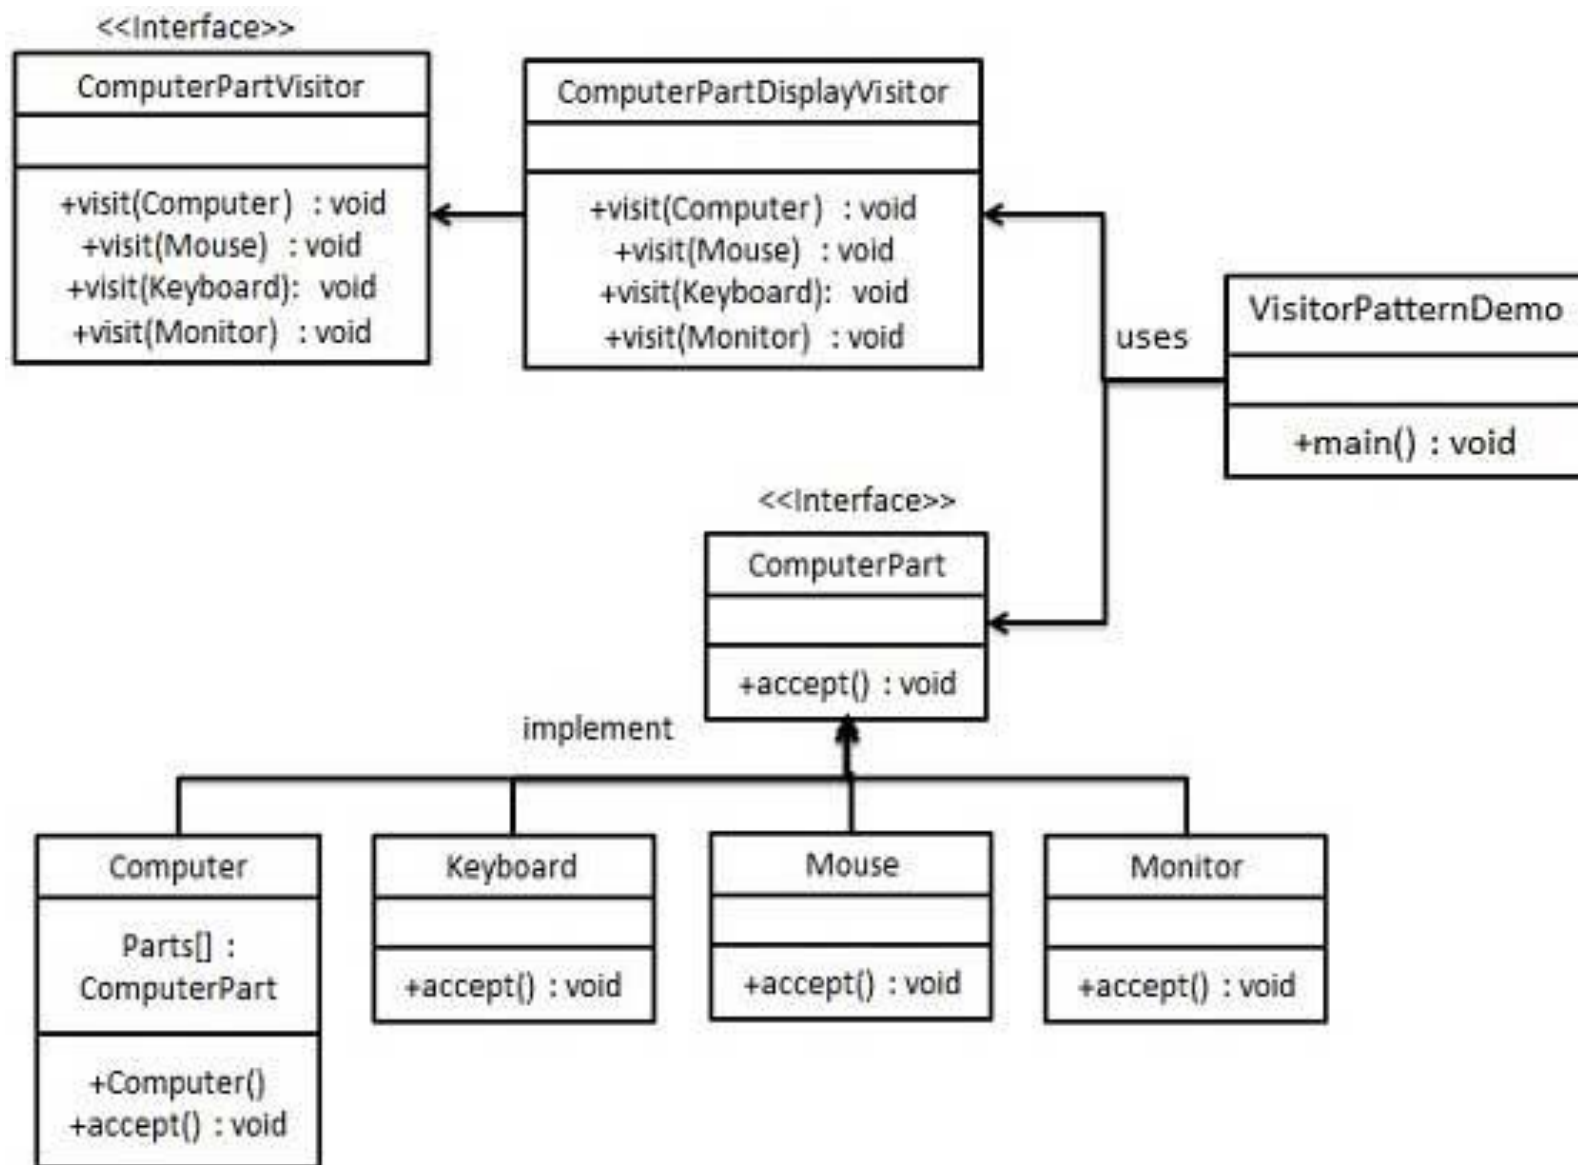 <<Interface>>
ComputerPartVisitor
+visit(Computer) : void
+visit(Mouse) : void
+visit(Keyboard): void
+visit(Monitor) : void
ComputerPartDisplayVisitor
+visit(Computer) : void
+visit(Mouse) : void
+visit(Keyboard): void
+visit(Monitor) : void
uses
VisitorPatternDemo
+main() : void
<<Interface>>
ComputerPart
+accept() : void
implement
Computer
Parts[] :
ComputerPart
+Computer()
+accept() : void
Keyboard
+accept() : void
Mouse
+accept() : void
Monitor
+accept() : void